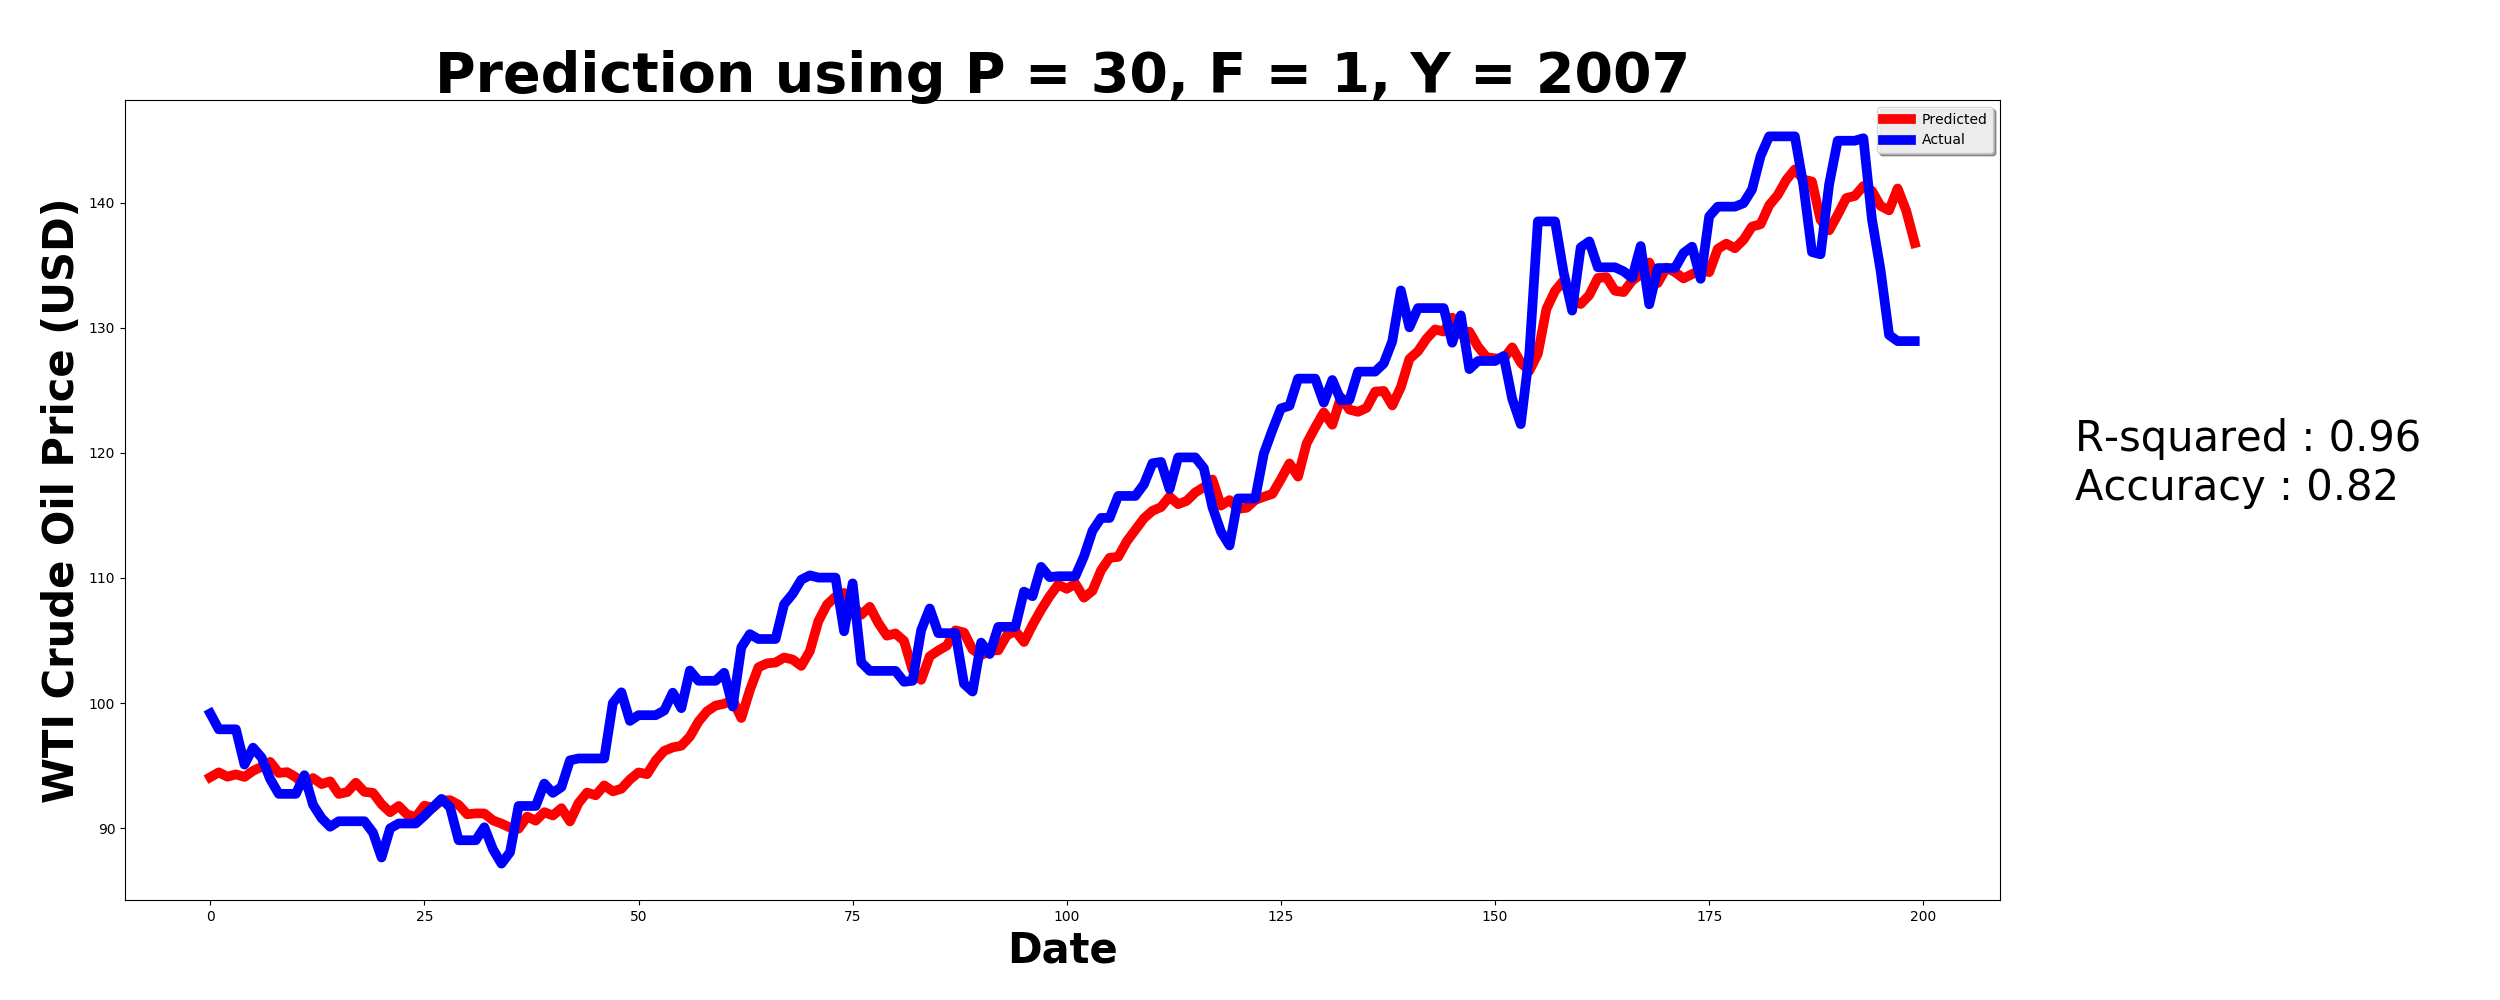 Prediction using P = 30, F = 1, Y = 2007
Predicted
Actual
WTI Crude Oil Price (USD)
140
130
120
110
100
90
R-squared : 0.96
Accuracy : 0.82
0 25 50 75 100 125 150 175 200
Date